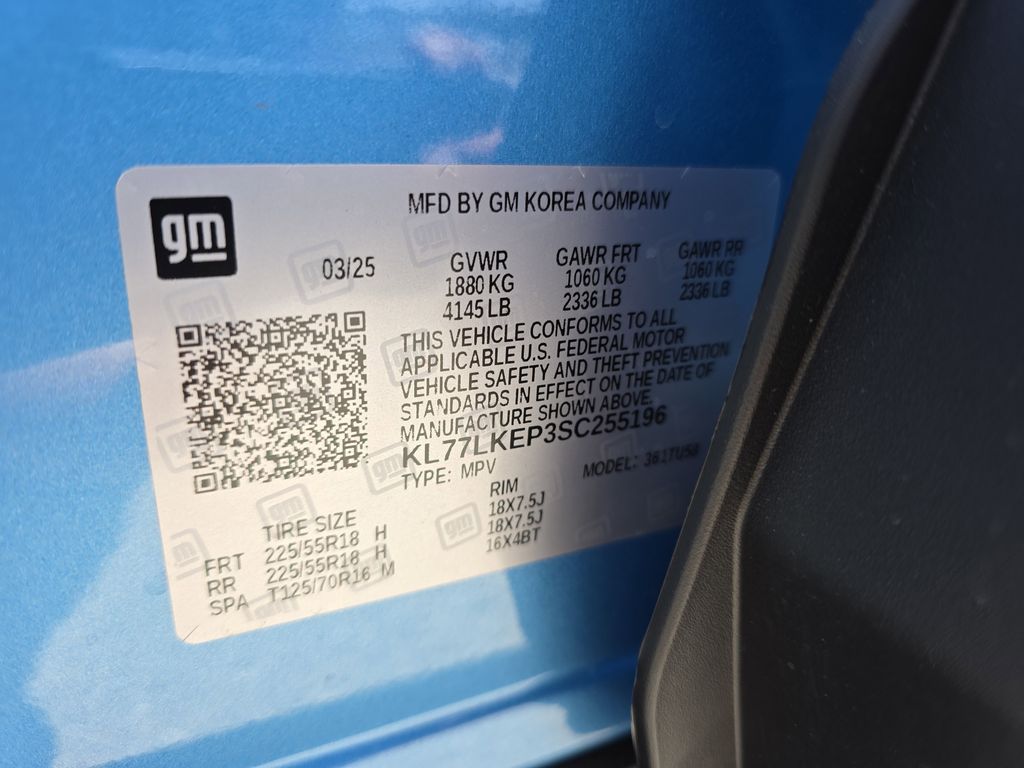 gm
MFD BY GM KOREA COMPANY
03/25
GVWR GAWR FRT GAWR RR
1880 KG 1060 KG 1060 KG
4145 LB 2336 LB 2336 LB
THIS VEHICLE CONFORMS TO ALL
APPLICABLE U.S. FEDERAL MOTOR
VEHICLE SAFETY AND THEFT PREVENTION
STANDARDS IN EFFECT ON THE DATE OF
MANUFACTURE SHOWN ABOVE.
KL77LKEP3SC255196
TYPE: MPV MODEL:
TIRE SIZE RIM
FRT 225/55R18 H 18X7.5J
RR 225/55R18 H 18X7.5J
SPA T125/70R16 M 16X4BT